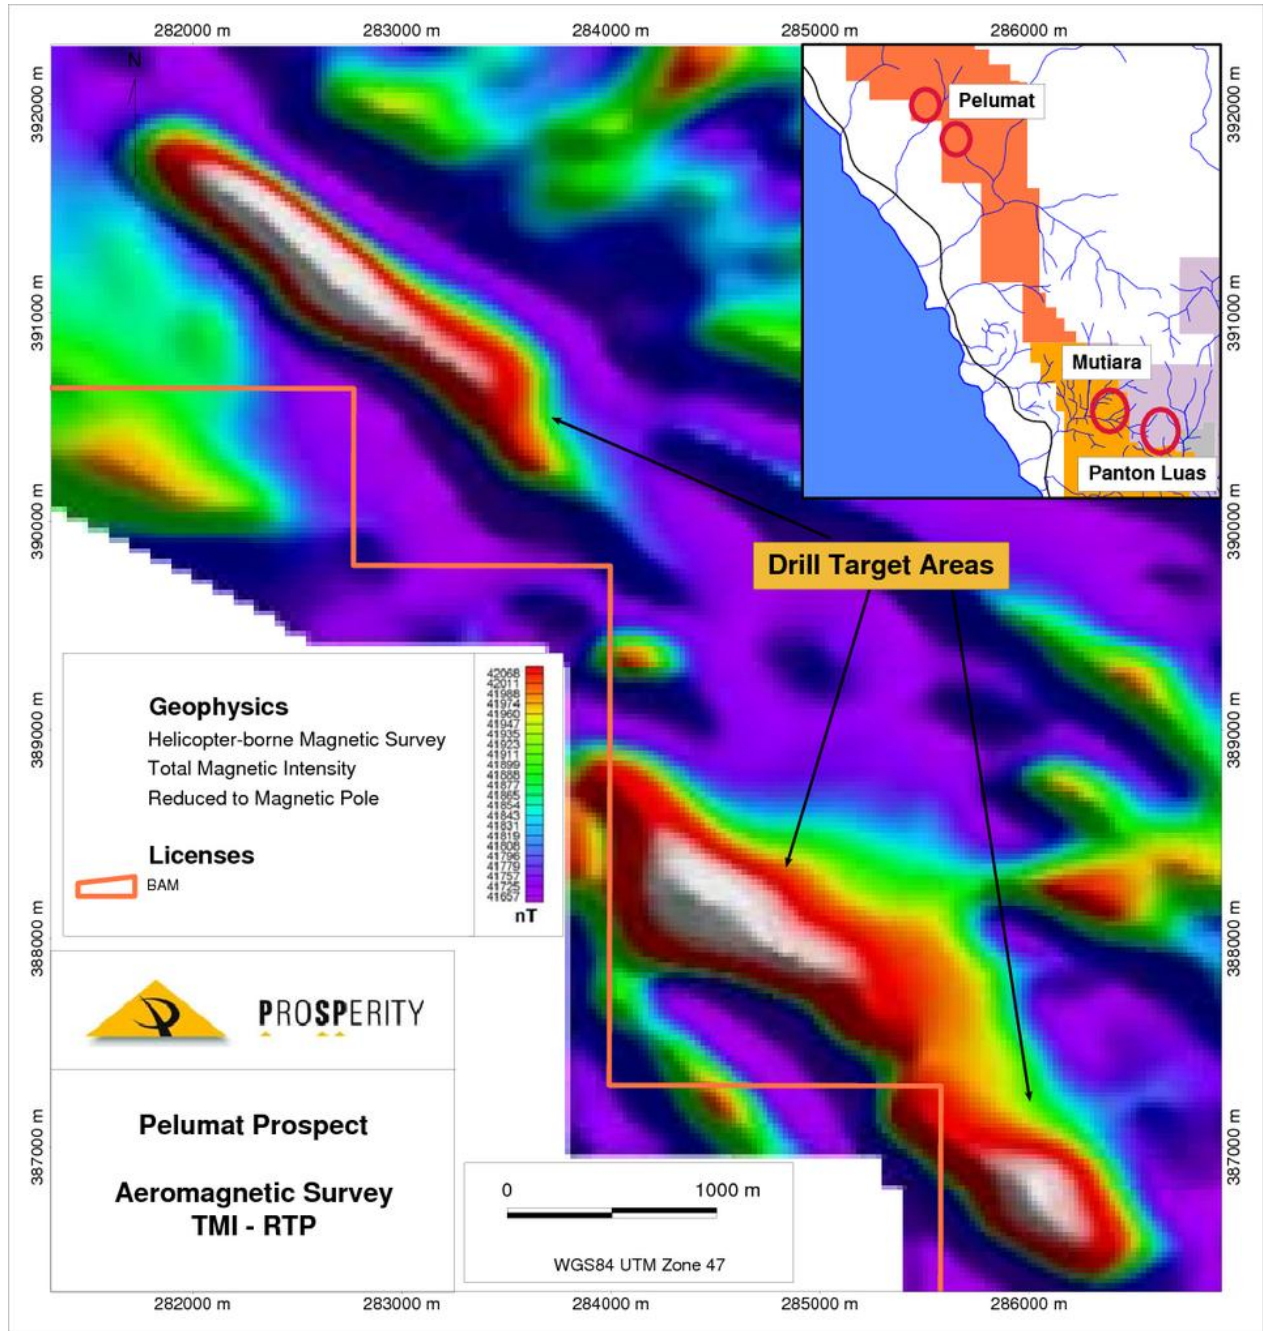 282000 m
283000 m
284000 m
285000 m
286000 m
392000 m
391000 m
390000 m
389000 m
388000 m
387000 m
392000 m
391000 m
390000 m
389000 m
388000 m
387000 m
N
Pelumat
Mutiara
Panton Luas
Drill Target Areas
Geophysics
Helicopter-borne Magnetic Survey
Total Magnetic Intensity
Reduced to Magnetic Pole
Licenses
BAM
42068
42011
41988
41974
41960
41947
41935
41923
41911
41899
41888
41877
41865
41854
41843
41831
41819
41808
41796
41779
41757
41725
41657
nT
PROSPERITY
Pelumat Prospect
Aeromagnetic Survey
TMI - RTP
0
1000 m
WGS84 UTM Zone 47
282000 m
283000 m
284000 m
285000 m
286000 m